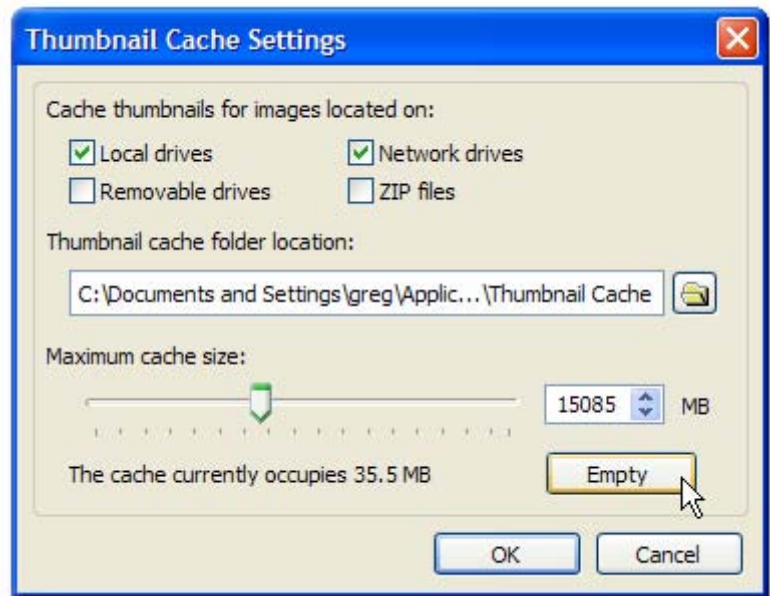 Thumbnail Cache Settings
Cache thumbnails for images located on:
Local drives Network drives
Removable drives ZIP files
Thumbnail cache folder location:
C:\Documents and Settings\greg\Applic...\Thumbnail Cache
Maximum cache size:
15085 MB
The cache currently occupies 35.5 MB Empty
OK Cancel